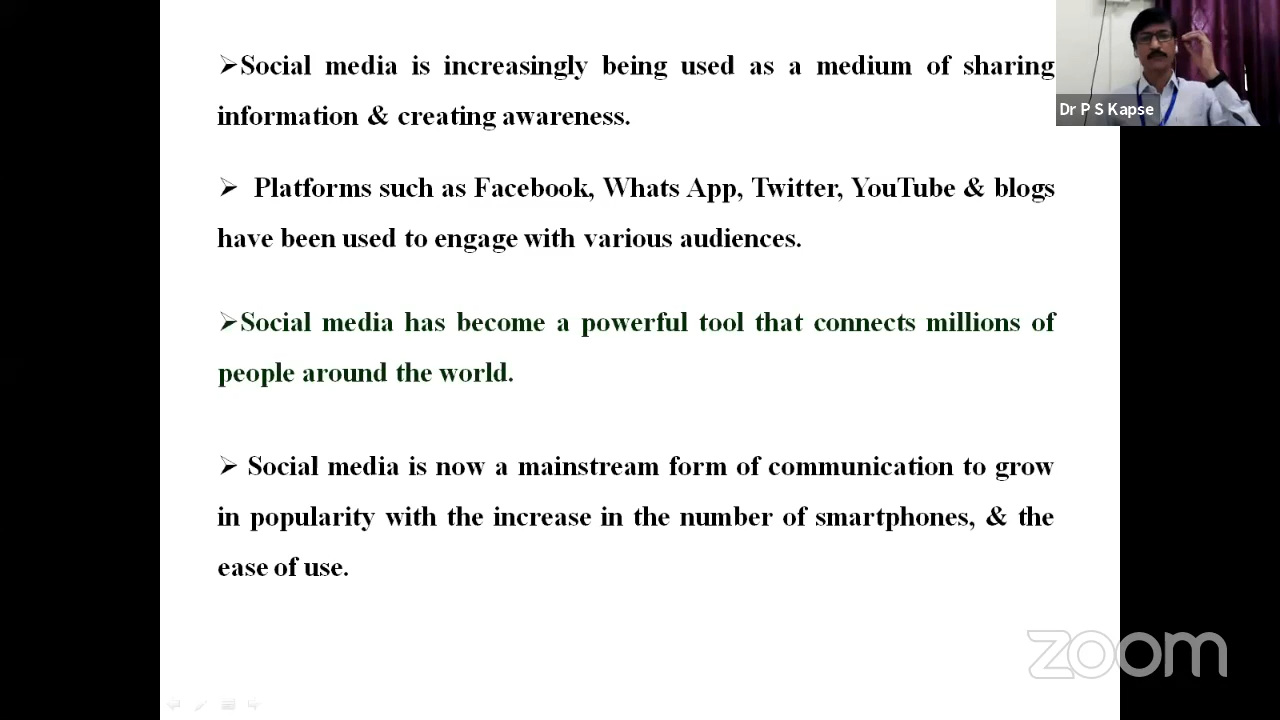 ➢Social media is increasingly being used as a medium of sharing
information & creating awareness.
➢ Platforms such as Facebook, Whats App, Twitter, YouTube & blogs
have been used to engage with various audiences.
➢Social media has become a powerful tool that connects millions of
people around the world.
➢ Social media is now a mainstream form of communication to grow
in popularity with the increase in the number of smartphones, & the
ease of use.
Dr P S Kapse
zoom